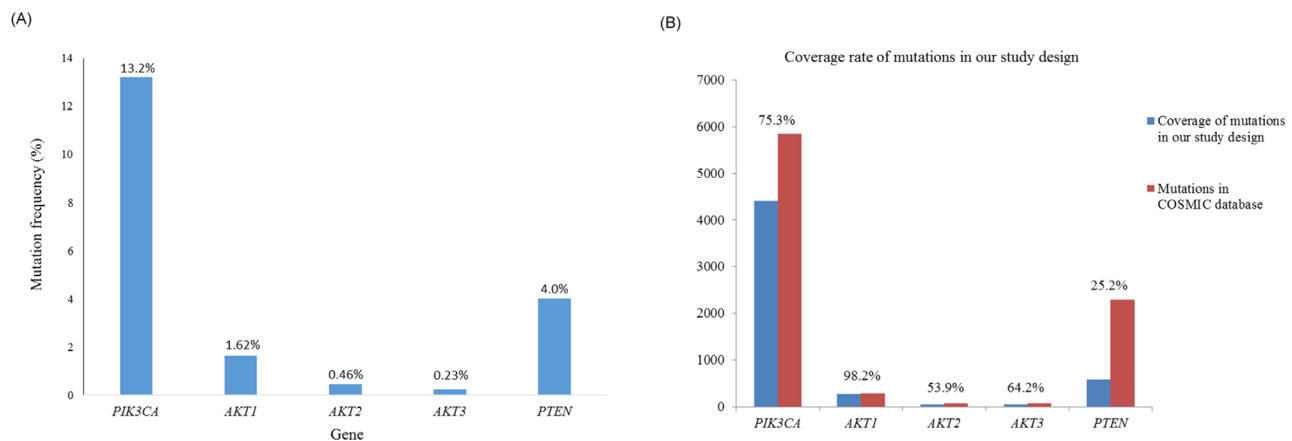 (A)
14
12
10
8
6
4
2
0
Mutation frequency (%)
13.2%
1.62%
0.46%
0.23%
4.0%
PIK3CA
AKT1
AKT2
AKT3
PTEN
Gene
(B)
Coverage rate of mutations in our study design
7000
6000
5000
4000
3000
2000
1000
0
75.3%
98.2%
53.9%
64.2%
25.2%
PIK3CA
AKT1
AKT2
AKT3
PTEN
Coverage of mutations
in our study design
Mutations in
COSMIC database